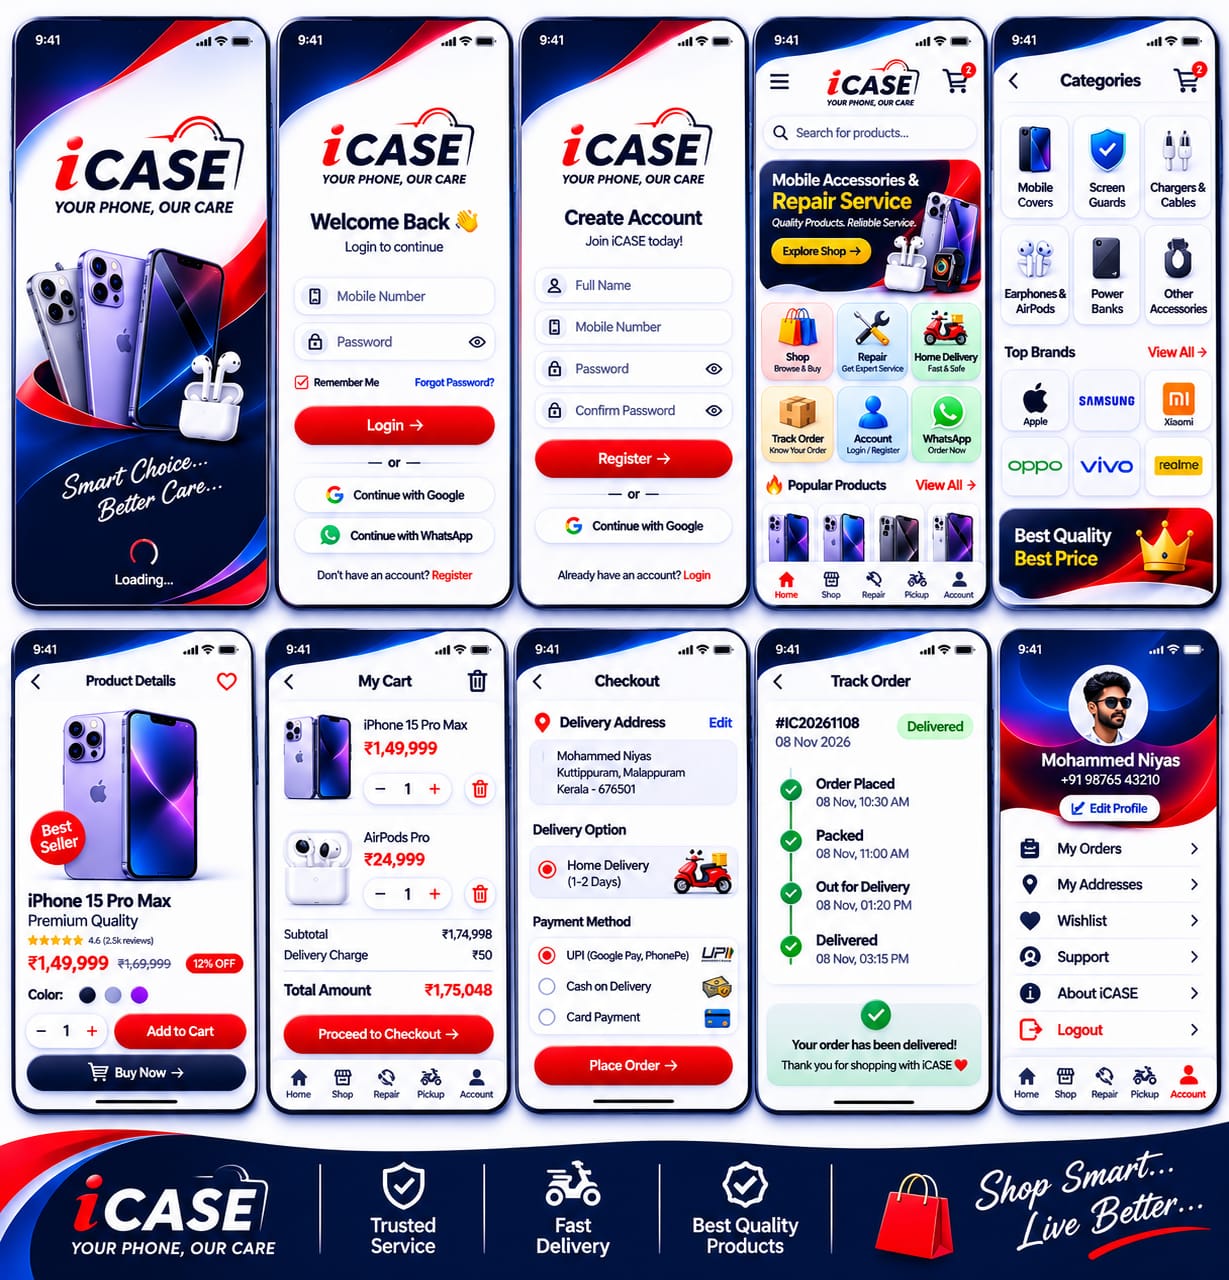 9:41
iCASE
YOUR PHONE, OUR CARE
Smart Choice...
Better Care...
Loading...
9:41
iCASE
YOUR PHONE, OUR CARE
Welcome Back 👋
Login to continue
Mobile Number
Password
Remember Me
Forgot Password?
Login →
or
Continue with Google
Continue with WhatsApp
Don't have an account? Register
9:41
iCASE
YOUR PHONE, OUR CARE
Create Account
Join iCASE today!
Full Name
Mobile Number
Password
Confirm Password
Register →
or
Continue with Google
Already have an account? Login
9:41
iCASE
YOUR PHONE, OUR CARE
2
Search for products...
Mobile Accessories &
Repair Service
Quality Products. Reliable Service.
Explore Shop →
Shop
Browse & Buy
Repair
Get Expert Service
Home Delivery
Fast & Safe
Track Order
Know Your Order
Account
Login / Register
WhatsApp
Order Now
🔥 Popular Products
View All →
Home
Shop
Repair
Pickup
Account
9:41
Categories
2
Mobile
Covers
Screen
Guards
Chargers &
Cables
Earphones &
AirPods
Power
Banks
Other
Accessories
Top Brands
View All →
Apple
SAMSUNG
mi
Xiaomi
oppo
vivo
realme
Best Quality
Best Price
9:41
Product Details
Best
Seller
iPhone 15 Pro Max
Premium Quality
★★★★★ 4.6 (2.5k reviews)
₹1,49,999 ₹1,69,999 12% OFF
Color:
− 1 +
Add to Cart
Buy Now →
9:41
My Cart
iPhone 15 Pro Max
₹1,49,999
− 1 +
AirPods Pro
₹24,999
− 1 +
Subtotal ₹1,74,998
Delivery Charge ₹50
Total Amount ₹1,75,048
Proceed to Checkout →
Home
Shop
Repair
Pickup
Account
9:41
Checkout
Delivery Address
Edit
Mohammed Niyas
Kuttippuram, Malappuram
Kerala - 676501
Delivery Option
Home Delivery
(1-2 Days)
Payment Method
UPI (Google Pay, PhonePe)
UPI
Cash on Delivery
Card Payment
Place Order →
9:41
Track Order
#IC20261108
08 Nov 2026
Delivered
Order Placed
08 Nov, 10:30 AM
Packed
08 Nov, 11:00 AM
Out for Delivery
08 Nov, 01:20 PM
Delivered
08 Nov, 03:15 PM
Your order has been delivered!
Thank you for shopping with iCASE ❤️
9:41
Mohammed Niyas
+91 98765 43210
Edit Profile
My Orders
My Addresses
Wishlist
Support
About iCASE
Logout
Home
Shop
Repair
Pickup
Account
iCASE
YOUR PHONE, OUR CARE
Trusted
Service
Fast
Delivery
Best Quality
Products
Shop Smart...
Live Better...